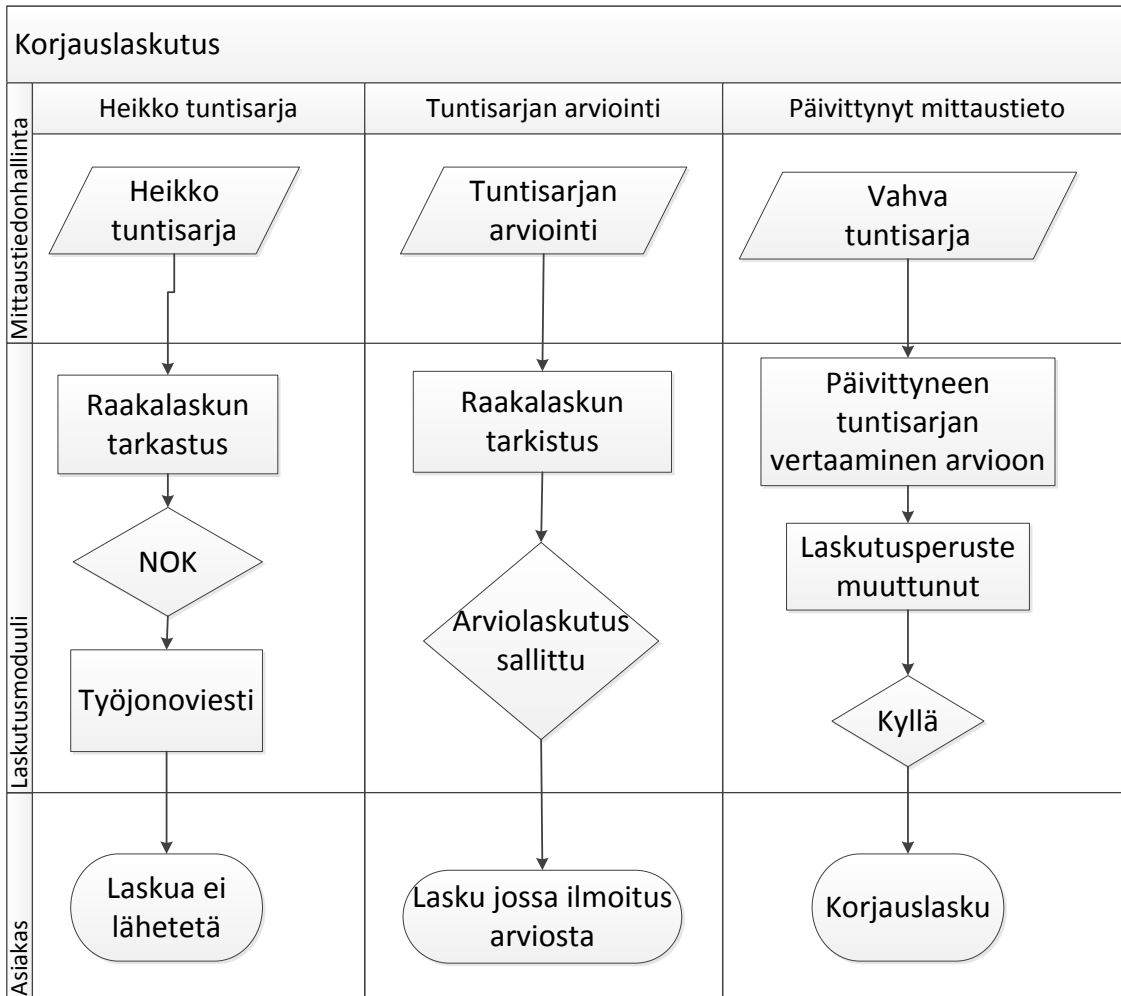 Korjauslaskutus
Heikko tuntisarja
Tuntisarjan arviointi
Päivittynyt mittaustieto
Mittaustiedonhallinta
Heikko
tuntisarja
Tuntisarjan
arviointi
Vahva
tuntisarja
Laskutusmoduuli
Raakalaskun
tarkastus
NOK
Työjonoviesti
Raakalaskun
tarkistus
Arviolaskutus
sallittu
Päivittyneen
tuntisarjan
vertaaminen arvioon
Laskutusperuste
muuttunut
Kyllä
Asiakas
Laskua ei
lähetetä
Lasku jossa ilmoitus
arviosta
Korjauslasku